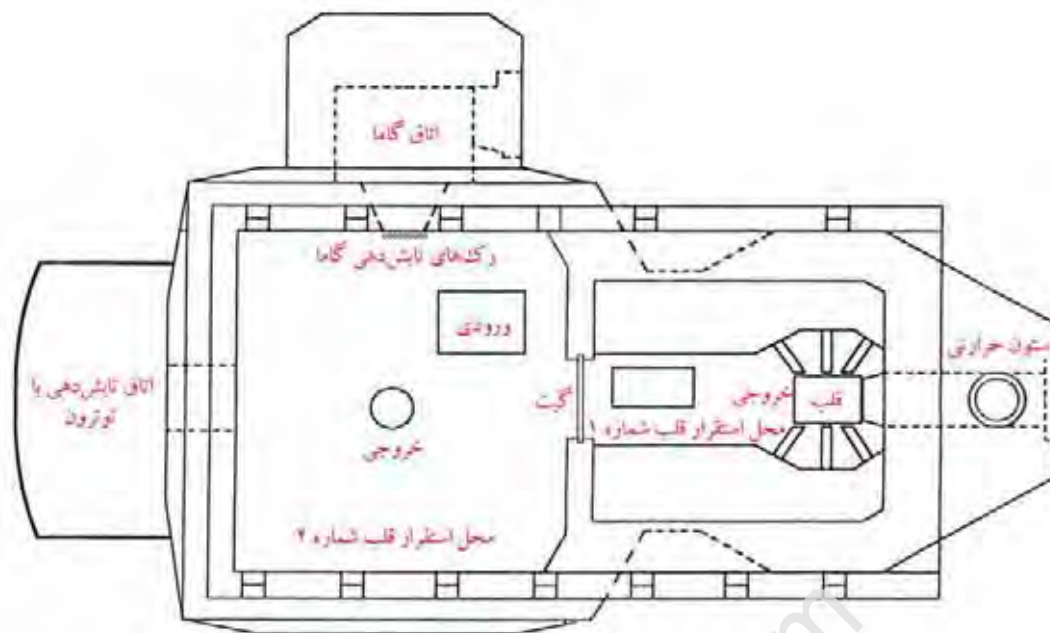 اتاق گاما
رک‌های تابش‌دهی گاما
ورودی
ستون حرارتی
اتاق تابش‌دهی با
نوترون
گیت
خروجی
قلب
محل استقرار قلب شماره ۱
خروجی
محل استقرار قلب شماره ۲